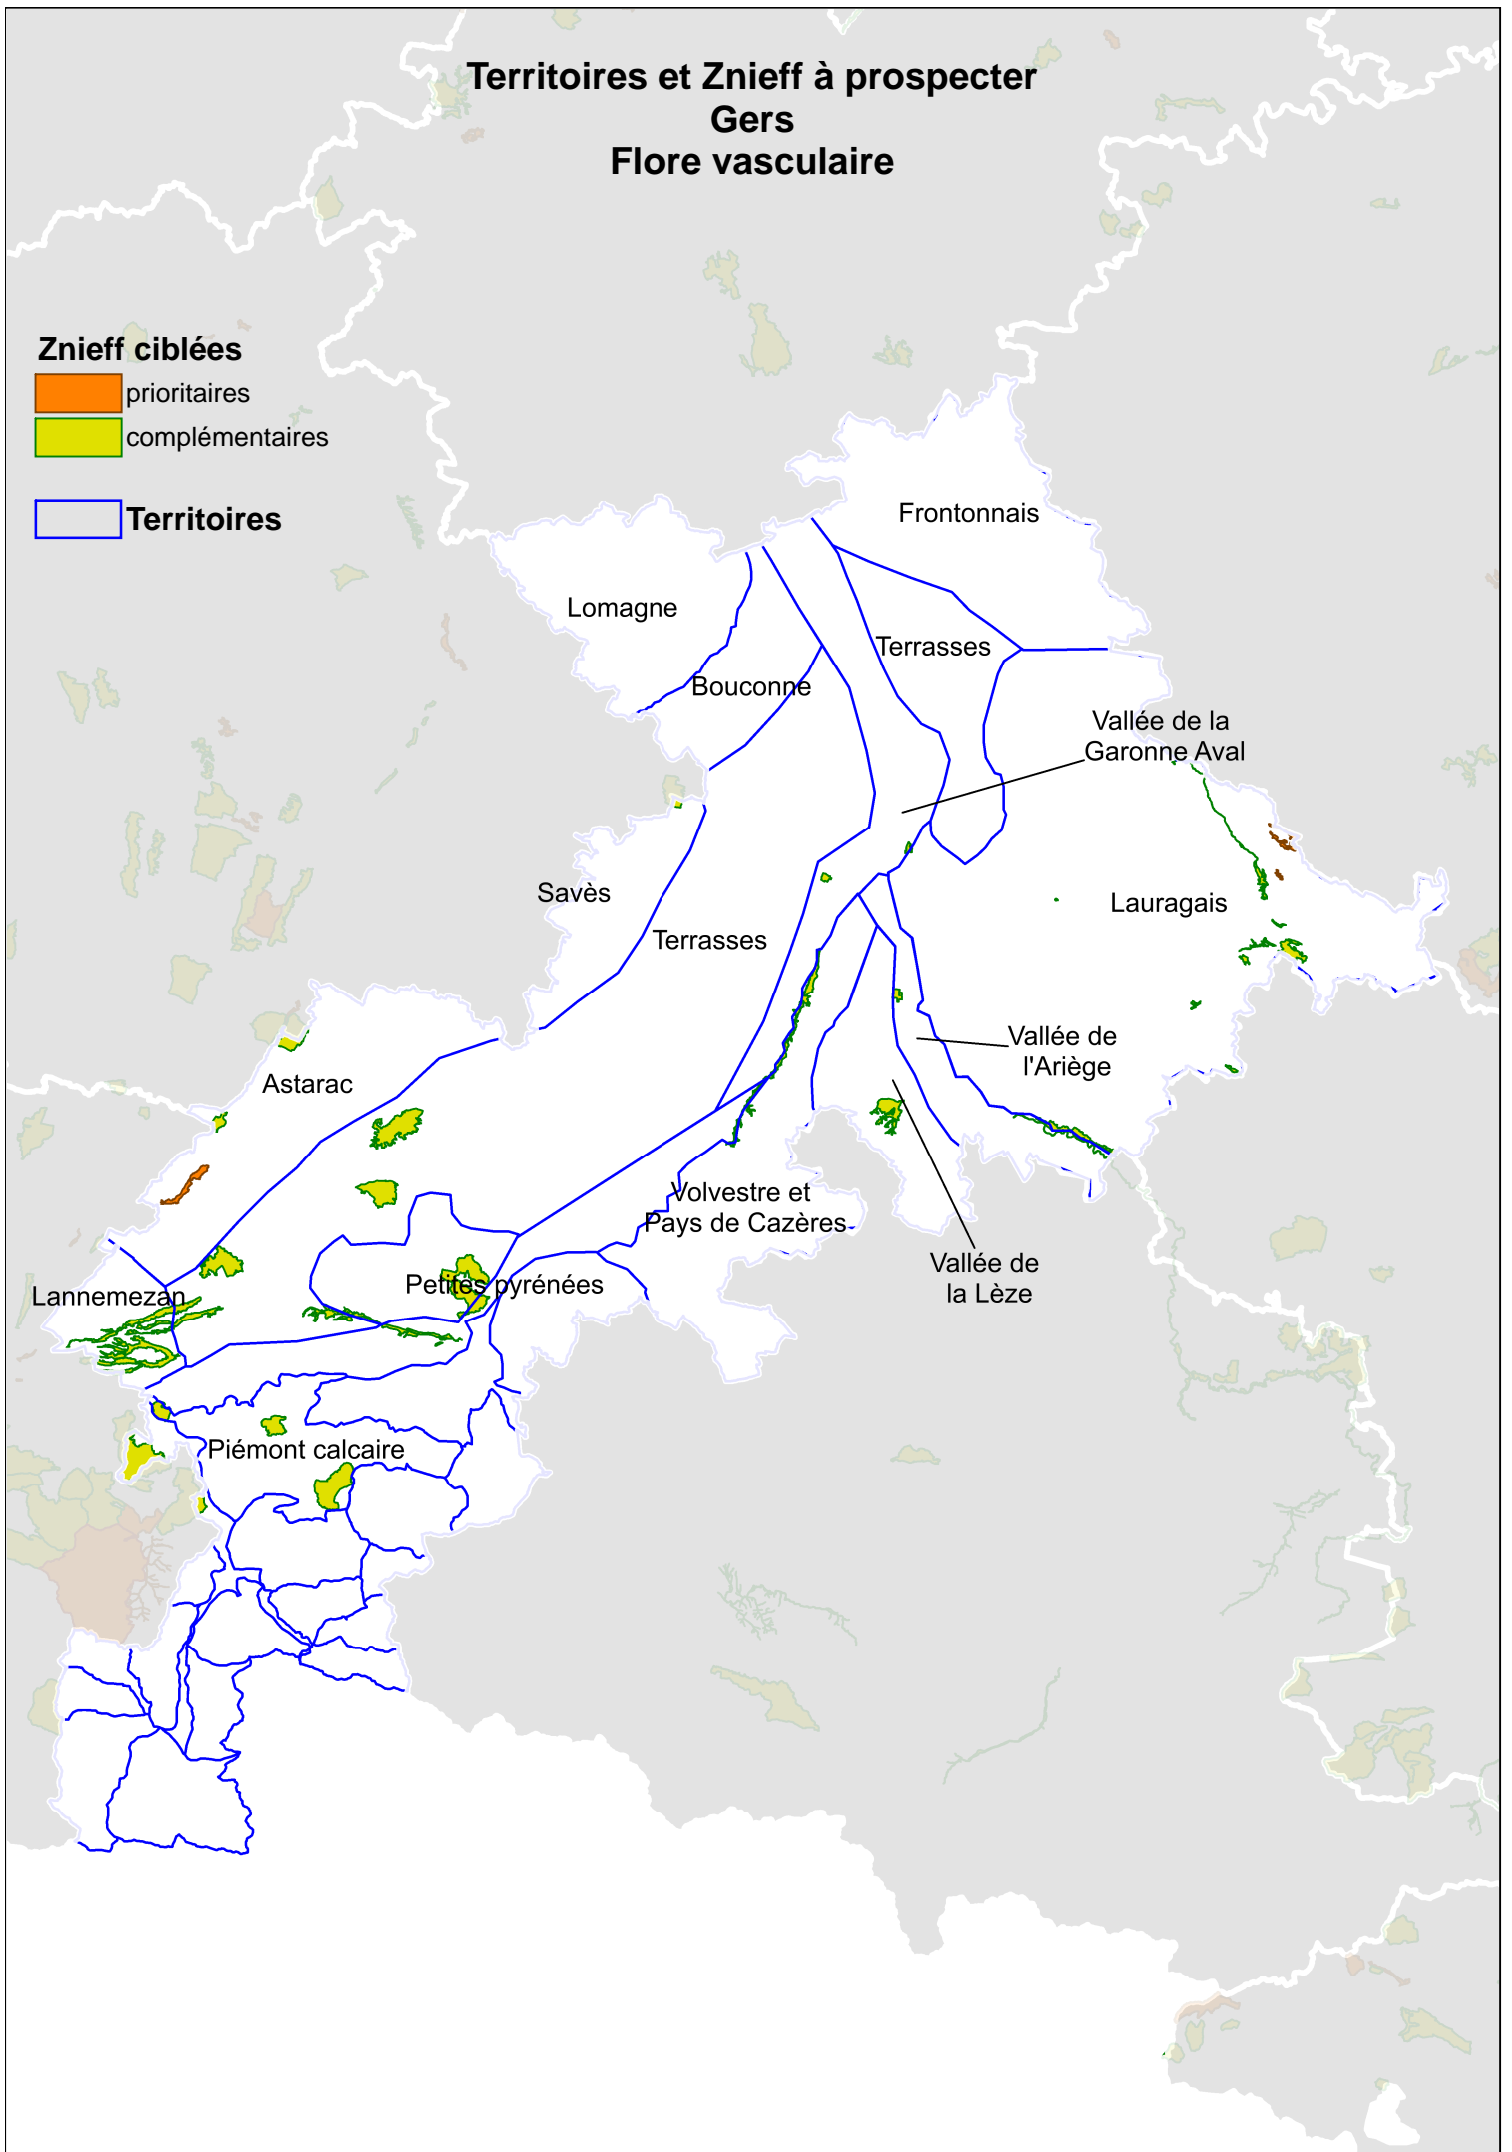 Territoires et Znieff à prospecter
Gers
Flore vasculaire
Znieff ciblées
prioritaires
complémentaires
Territoires
Frontonnais
Lomagne
Terrasses
Bouconne
Vallée de la
Garonne Aval
Savès
Lauragais
Terrasses
Vallée de
l'Ariège
Astarac
Volvestre et
Pays de Cazères
Vallée de
la Lèze
Petites pyrénées
Lannemezan
Piémont calcaire